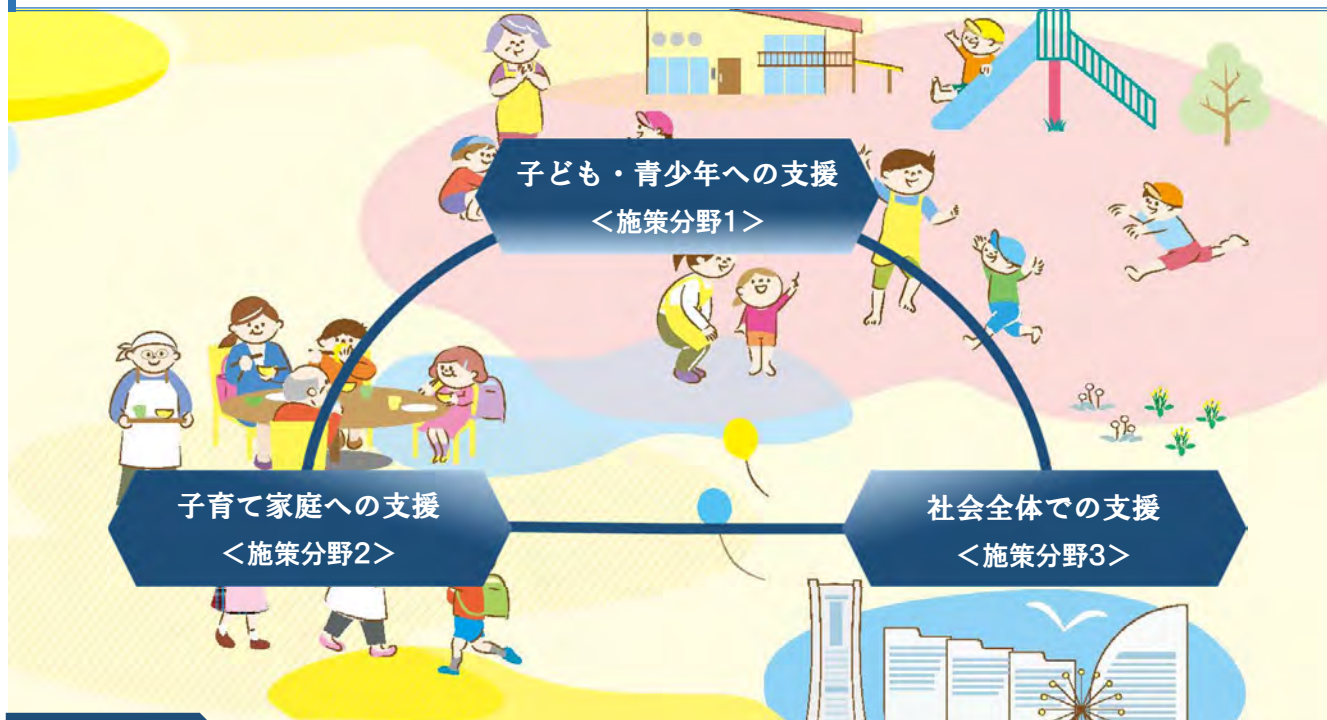 子ども・青少年への支援
＜施策分野1＞
子育て家庭への支援
＜施策分野2＞
社会全体での支援
＜施策分野3＞